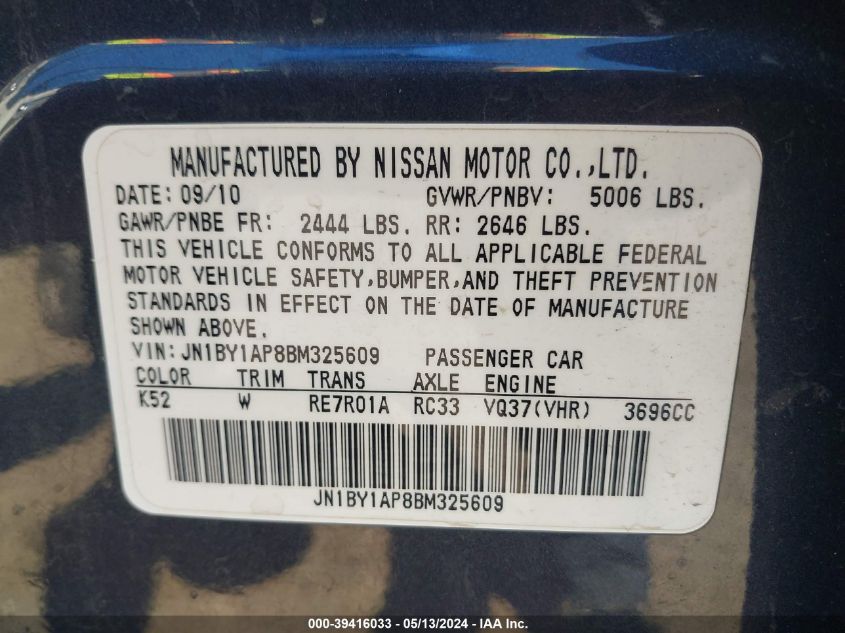 MANUFACTURED BY NISSAN MOTOR CO.,LTD.
DATE: 09/10 GVWR/PNBV: 5006 LBS.
GAWR/PNBE FR: 2444 LBS. RR: 2646 LBS.
THIS VEHICLE CONFORMS TO ALL APPLICABLE FEDERAL
MOTOR VEHICLE SAFETY,BUMPER,AND THEFT PREVENTION
STANDARDS IN EFFECT ON THE DATE OF MANUFACTURE
SHOWN ABOVE.
VIN: JN1BY1AP8BM325609 PASSENGER CAR
COLOR TRIM TRANS AXLE ENGINE
K52 W RE7R01A RC33 VQ37(VHR) 3696CC
JN1BY1AP8BM325609
000-39416033 — 05/13/2024 — IAA Inc.